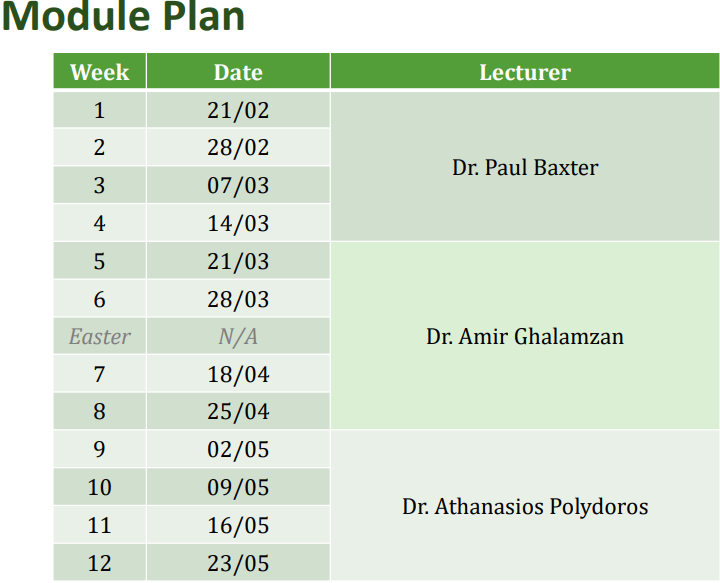 Module Plan
Week Date Lecturer
1 21/02
2 28/02
Dr. Paul Baxter
3 07/03
4 14/03
5 21/03
6 28/03
Easter N/A Dr. Amir Ghalamzan
7 18/04
8 25/04
9 02/05
10 09/05
Dr. Athanasios Polydoros
11 16/05
12 23/05